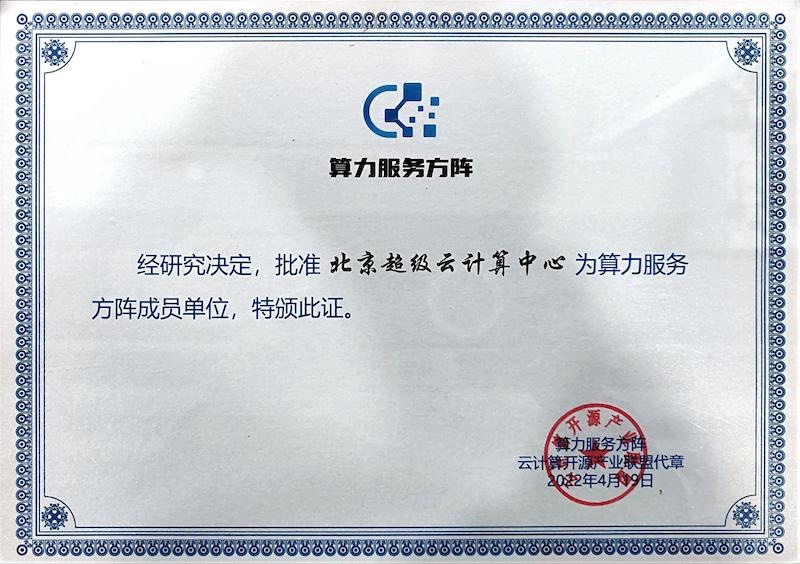 算力服务方阵
经研究决定，批准 北京超级云计算中心 为算力服务
方阵成员单位，特颁此证。
算力服务方阵
云计算开源产业联盟代章
2022年4月19日